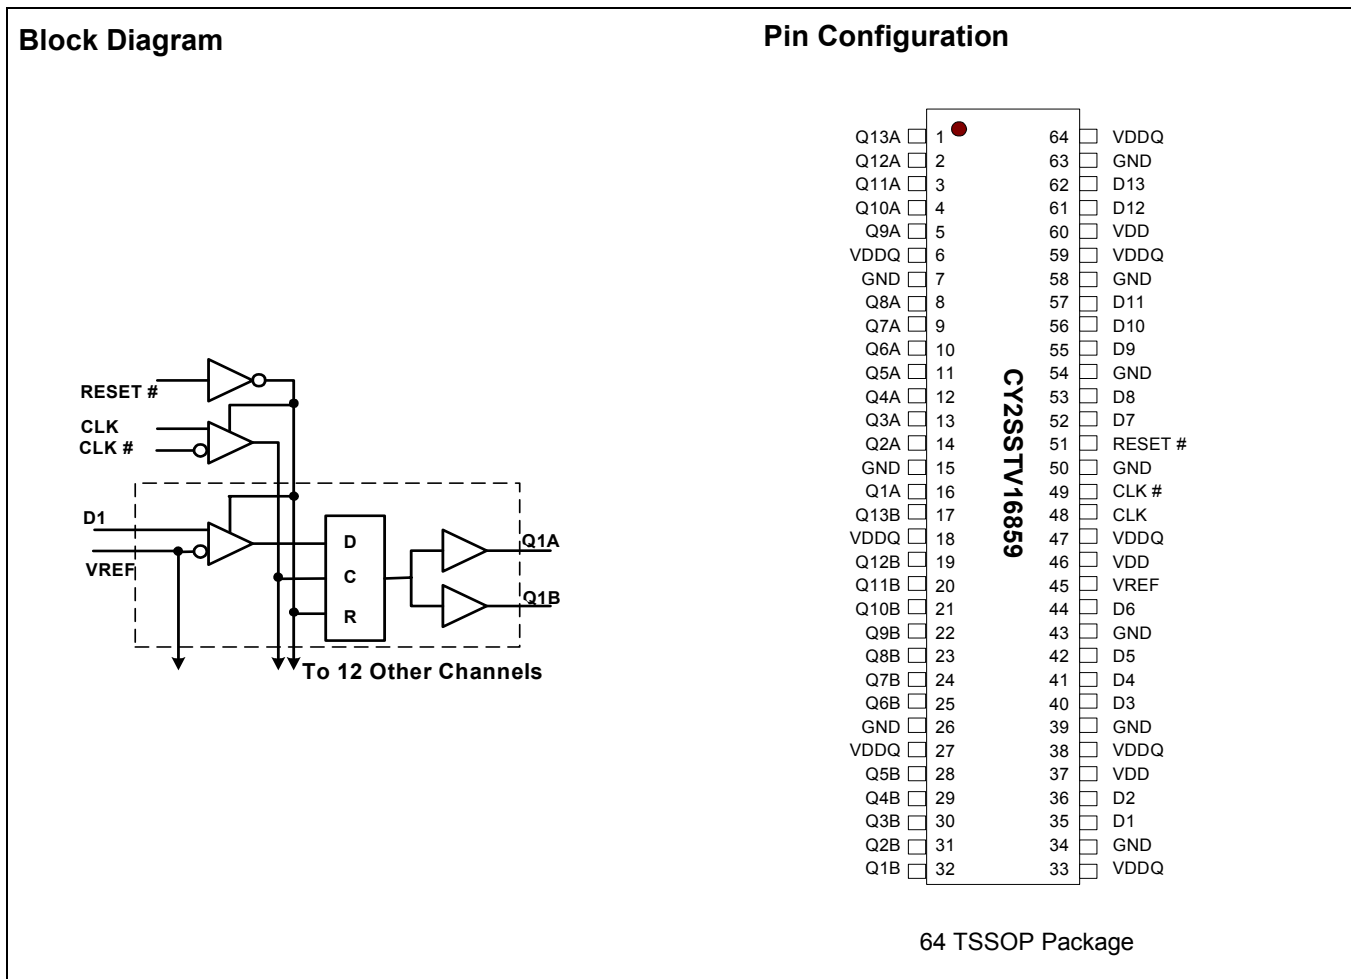 Block Diagram
Pin Configuration
RESET #
CLK
CLK #
D1
VREF
D
C
R
Q1A
Q1B
To 12 Other Channels
Q13A 1 64 VDDQ
Q12A 2 63 GND
Q11A 3 62 D13
Q10A 4 61 D12
Q9A 5 60 VDD
VDDQ 6 59 VDDQ
GND 7 58 GND
Q8A 8 57 D11
Q7A 9 56 D10
Q6A 10 55 D9
Q5A 11 54 GND
Q4A 12 53 D8
Q3A 13 52 D7
Q2A 14 51 RESET #
GND 15 50 GND
Q1A 16 49 CLK #
Q13B 17 48 CLK
VDDQ 18 47 VDDQ
Q12B 19 46 VDD
Q11B 20 45 VREF
Q10B 21 44 D6
Q9B 22 43 GND
Q8B 23 42 D5
Q7B 24 41 D4
Q6B 25 40 D3
GND 26 39 GND
VDDQ 27 38 VDDQ
Q5B 28 37 VDD
Q4B 29 36 D2
Q3B 30 35 D1
Q2B 31 34 GND
Q1B 32 33 VDDQ
CY2SSTV16859
64 TSSOP Package